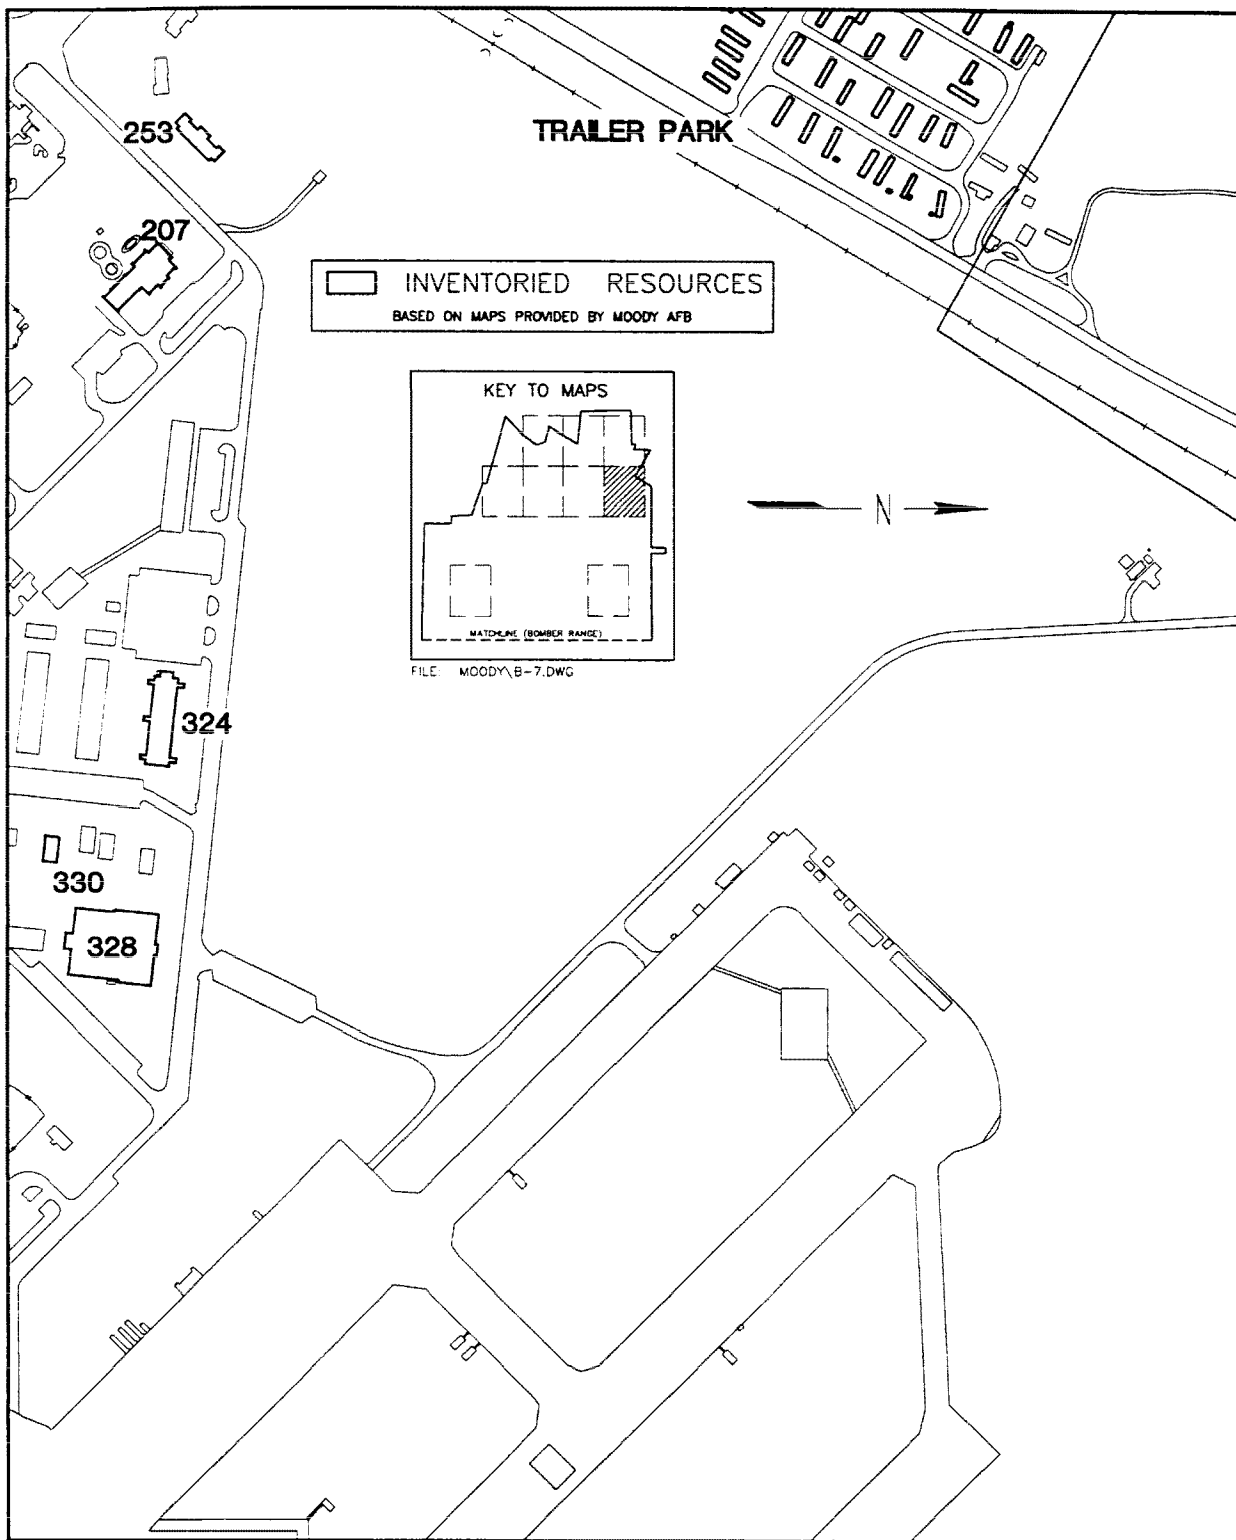 253
TRAILER PARK
207
INVENTORIED RESOURCES
BASED ON MAPS PROVIDED BY MOODY AFB
KEY TO MAPS
MATCHLINE (BOMBER RANGE)
FILE: MOODY\B-7.DWG
N
324
330
328